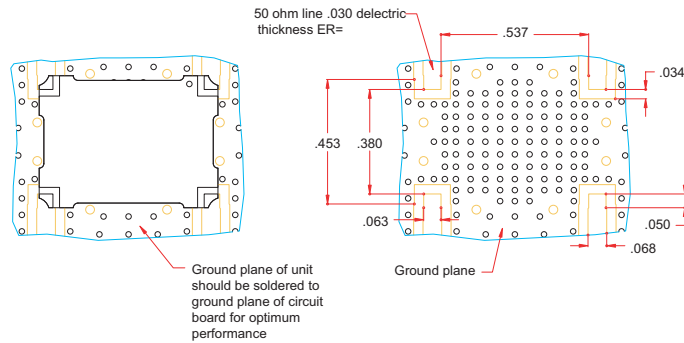 50 ohm line .030 delectric
thickness ER=
.537
.034
.453
.380
.063
.050
.068
Ground plane of unit
should be soldered to
ground plane of circuit
board for optimum
performance
Ground plane